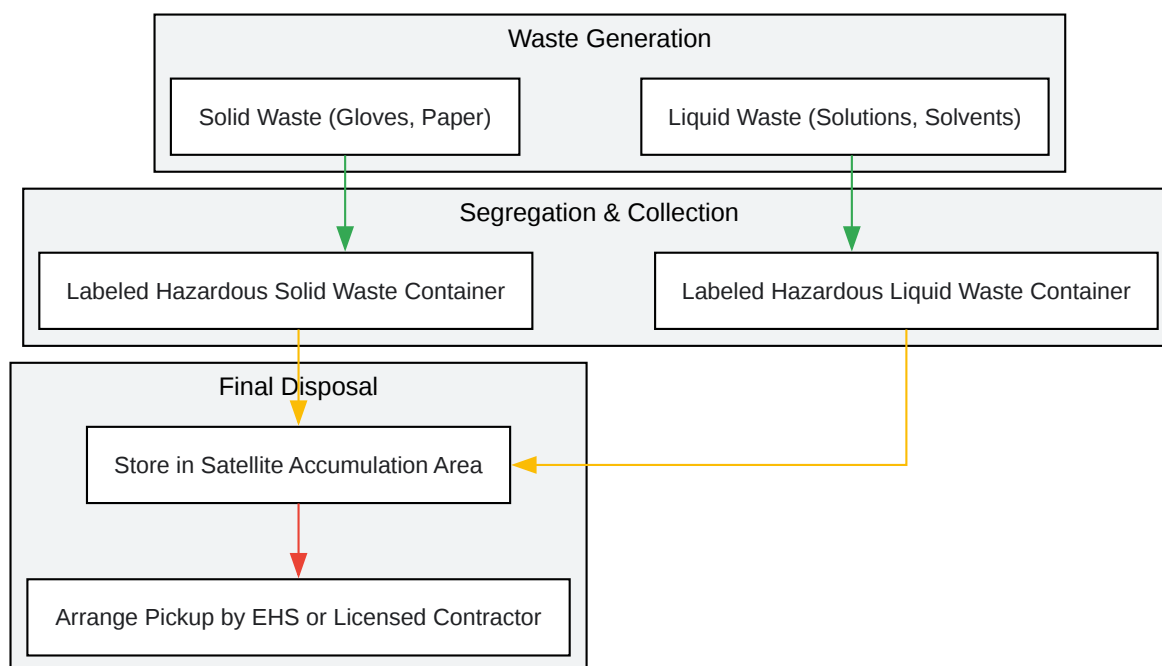 Waste Generation
Solid Waste (Gloves, Paper)
Liquid Waste (Solutions, Solvents)
Segregation & Collection
Labeled Hazardous Solid Waste Container
Labeled Hazardous Liquid Waste Container
Final Disposal
Store in Satellite Accumulation Area
Arrange Pickup by EHS or Licensed Contractor